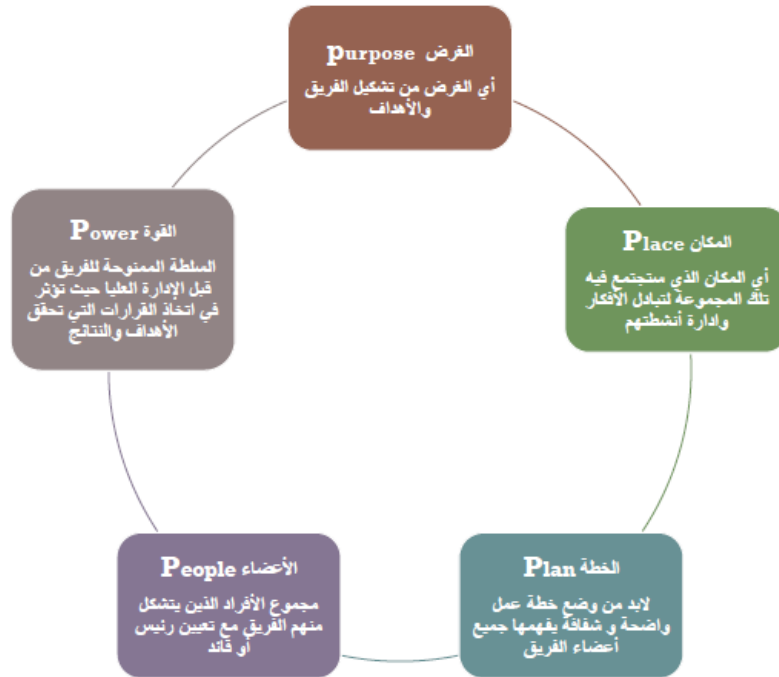 الغرض purpose
أي الغرض من تشكيل الفريق
والأهداف
المكان Place
أي المكان الذي ستجتمع فيه
تلك المجموعة لتبادل الأفكار
وادارة أنشطتهم
الخطة Plan
لابد من وضع خطة عمل
واضحة و شفافة يفهمها جميع
أعضاء الفريق
الأعضاء People
مجموع الأفراد الذين يتشكل
منهم الفريق مع تعيين رئيس
أو قائد
القوة Power
السلطة الممنوحة للفريق من
قبل الإدارة العليا حيث تؤثر
في اتخاذ القرارات التي تحقق
الأهداف والنتائج